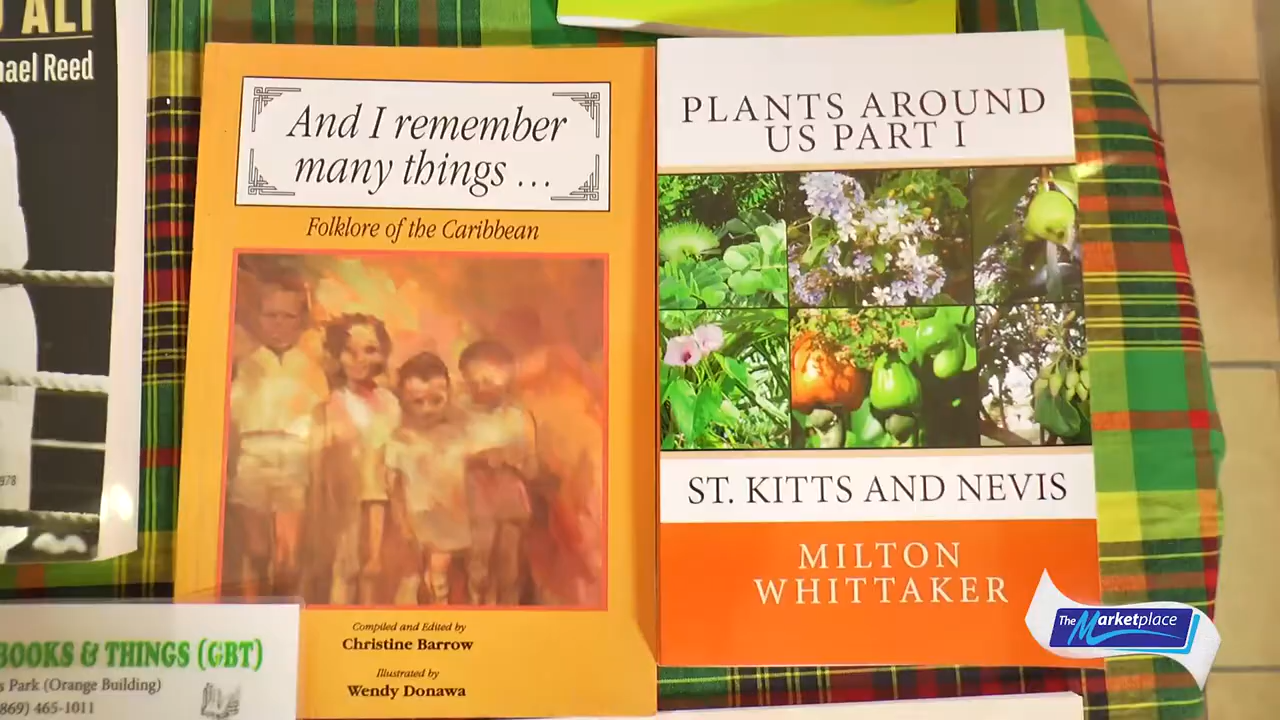 ALI
Reed
978
And I remember
many things ...
Folklore of the Caribbean
Compiled and Edited by
Christine Barrow
Illustrated by
Wendy Donawa
PLANTS AROUND
US PART I
ST. KITTS AND NEVIS
MILTON
WHITTAKER
BOOKS & THINGS (GBT)
Park (Orange Building)
869) 465-1011
The Marketplace